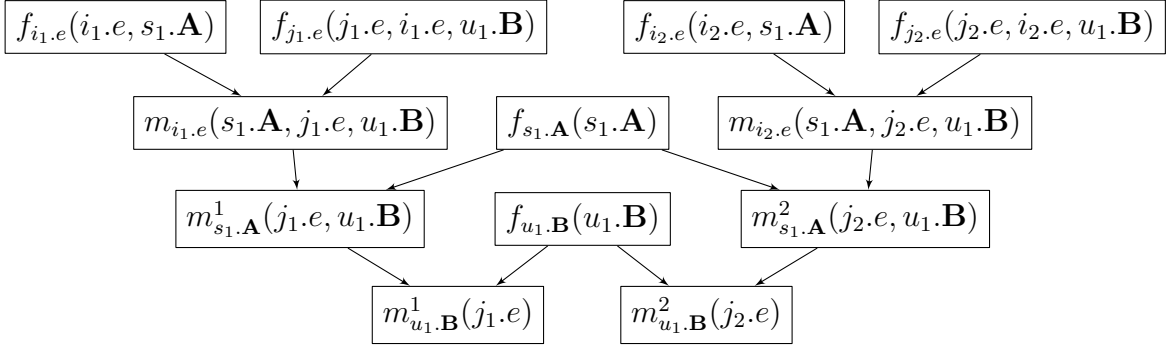 f_{i_1.e}(i_1.e, s_1.𝐀) f_{j_1.e}(j_1.e, i_1.e, u_1.𝐁) f_{i_2.e}(i_2.e, s_1.𝐀) f_{j_2.e}(j_2.e, i_2.e, u_1.𝐁)
m_{i_1.e}(s_1.𝐀, j_1.e, u_1.𝐁) f_{s_1.𝐀}(s_1.𝐀) m_{i_2.e}(s_1.𝐀, j_2.e, u_1.𝐁)
m^1_{s_1.𝐀}(j_1.e, u_1.𝐁) f_{u_1.𝐁}(u_1.𝐁) m^2_{s_1.𝐀}(j_2.e, u_1.𝐁)
m^1_{u_1.𝐁}(j_1.e) m^2_{u_1.𝐁}(j_2.e)